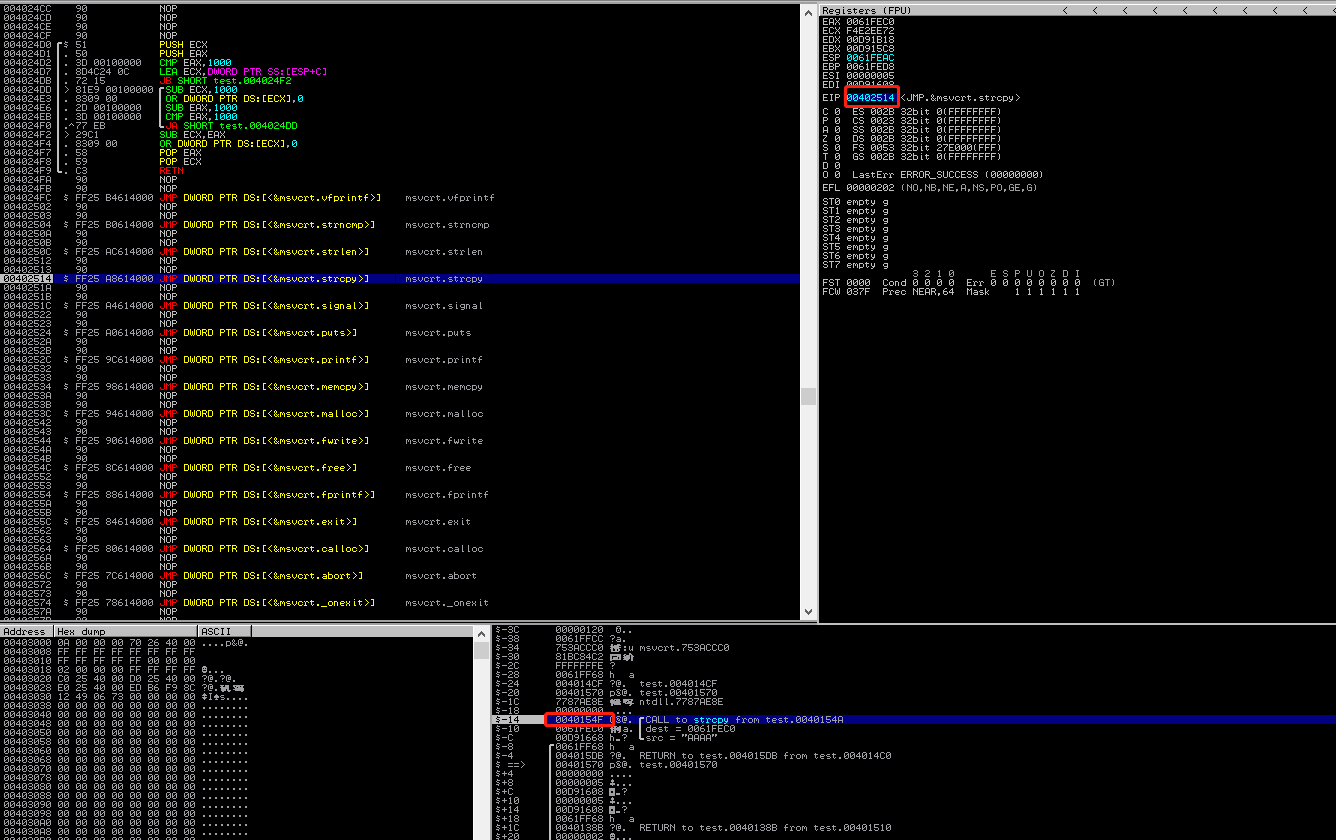 004024CC 90 NOP
004024CD 90 NOP
004024CE 90 NOP
004024CF 90 NOP
004024D0 $ 51 PUSH ECX
004024D1 . 50 PUSH EAX
004024D2 . 3D 00100000 CMP EAX,1000
004024D7 . 8D4C24 0C LEA ECX,DWORD PTR SS:[ESP+C]
004024DB . 72 15 JB SHORT test.004024F2
004024DD > 81E9 00100000 SUB ECX,1000
004024E3 . 8309 00 OR DWORD PTR DS:[ECX],0
004024E6 . 2D 00100000 SUB EAX,1000
004024EB . 3D 00100000 CMP EAX,1000
004024F0 .^77 EB JA SHORT test.004024DD
004024F2 > 29C1 SUB ECX,EAX
004024F4 . 8309 00 OR DWORD PTR DS:[ECX],0
004024F7 . 58 POP EAX
004024F8 . 59 POP ECX
004024F9 . C3 RETN
004024FA 90 NOP
004024FB 90 NOP
004024FC $ FF25 B4614000 JMP DWORD PTR DS:[<&msvcrt.vfprintf>] msvcrt.vfprintf
00402502 90 NOP
00402503 90 NOP
00402504 $ FF25 B0614000 JMP DWORD PTR DS:[<&msvcrt.strncmp>] msvcrt.strncmp
0040250A 90 NOP
0040250B 90 NOP
0040250C $ FF25 AC614000 JMP DWORD PTR DS:[<&msvcrt.strlen>] msvcrt.strlen
00402512 90 NOP
00402513 90 NOP
00402514 $ FF25 A8614000 JMP DWORD PTR DS:[<&msvcrt.strcpy>] msvcrt.strcpy
0040251A 90 NOP
0040251B 90 NOP
0040251C $ FF25 A4614000 JMP DWORD PTR DS:[<&msvcrt.signal>] msvcrt.signal
00402522 90 NOP
00402523 90 NOP
00402524 $ FF25 A0614000 JMP DWORD PTR DS:[<&msvcrt.puts>] msvcrt.puts
0040252A 90 NOP
0040252B 90 NOP
0040252C $ FF25 9C614000 JMP DWORD PTR DS:[<&msvcrt.printf>] msvcrt.printf
00402532 90 NOP
00402533 90 NOP
00402534 $ FF25 98614000 JMP DWORD PTR DS:[<&msvcrt.memcpy>] msvcrt.memcpy
0040253A 90 NOP
0040253B 90 NOP
0040253C $ FF25 94614000 JMP DWORD PTR DS:[<&msvcrt.malloc>] msvcrt.malloc
00402542 90 NOP
00402543 90 NOP
00402544 $ FF25 90614000 JMP DWORD PTR DS:[<&msvcrt.fwrite>] msvcrt.fwrite
0040254A 90 NOP
0040254B 90 NOP
0040254C $ FF25 8C614000 JMP DWORD PTR DS:[<&msvcrt.free>] msvcrt.free
00402552 90 NOP
00402553 90 NOP
00402554 $ FF25 88614000 JMP DWORD PTR DS:[<&msvcrt.fprintf>] msvcrt.fprintf
0040255A 90 NOP
0040255B 90 NOP
0040255C $ FF25 84614000 JMP DWORD PTR DS:[<&msvcrt.exit>] msvcrt.exit
00402562 90 NOP
00402563 90 NOP
00402564 $ FF25 80614000 JMP DWORD PTR DS:[<&msvcrt.calloc>] msvcrt.calloc
0040256A 90 NOP
0040256B 90 NOP
0040256C $ FF25 7C614000 JMP DWORD PTR DS:[<&msvcrt.abort>] msvcrt.abort
00402572 90 NOP
00402573 90 NOP
00402574 $ FF25 78614000 JMP DWORD PTR DS:[<&msvcrt._onexit>] msvcrt._onexit
0040257A 90 NOP
Registers (FPU) < < < < < < < < < <
EAX 0061FEC0
ECX F4E2EE07
EDX 00D91B18
EBX 00D915C8
ESP 0061FEAC
EBP 0061FED8
ESI 00000005
EDI 00D91608
EIP 00402514 <JMP.&msvcrt.strcpy>
C 0 ES 002B 32bit 0(FFFFFFFF)
P 0 CS 0023 32bit 0(FFFFFFFF)
A 0 SS 002B 32bit 0(FFFFFFFF)
Z 0 DS 002B 32bit 0(FFFFFFFF)
S 0 FS 0053 32bit 27E000(FFF)
T 0 GS 002B 32bit 0(FFFFFFFF)
D 0
O 0 LastErr ERROR_SUCCESS (00000000)
EFL 00000202 (NO,NB,NE,A,NS,PO,GE,G)
ST0 empty g
ST1 empty g
ST2 empty g
ST3 empty g
ST4 empty g
ST5 empty g
ST6 empty g
ST7 empty g
3 2 1 0 E S P U O Z D I
FST 0000 Cond 0 0 0 0 Err 0 0 0 0 0 0 0 0 (GT)
FCW 037F Prec NEAR,64 Mask 1 1 1 1 1 1
Address Hex dump ASCII
00403000 0A 00 00 00 70 26 40 00 ....p&@.
00403008 FF FF FF FF FF FF FF FF
00403010 FF FF FF FF FF 00 00 00
00403018 02 00 00 00 FF FF FF FF
00403020 C0 25 40 00 D0 25 40 00 ?@.?@.
00403028 E0 25 40 00 ED B6 F9 8C
00403030 12 49 06 73 00 00 00 00
00403038 00 00 00 00 00 00 00 00 ........
00403040 00 00 00 00 00 00 00 00 ........
00403048 00 00 00 00 00 00 00 00 ........
00403050 00 00 00 00 00 00 00 00 ........
00403058 00 00 00 00 00 00 00 00 ........
00403060 00 00 00 00 00 00 00 00 ........
00403068 00 00 00 00 00 00 00 00 ........
00403070 00 00 00 00 00 00 00 00 ........
00403078 00 00 00 00 00 00 00 00 ........
00403080 00 00 00 00 00 00 00 00 ........
00403088 00 00 00 00 00 00 00 00 ........
00403090 00 00 00 00 00 00 00 00 ........
00403098 00 00 00 00 00 00 00 00 ........
004030A0 00 00 00 00 00 00 00 00 ........
004030A8 00 00 00 00 00 00 00 00 ........
$-3C 00000120
$-38 0061FFCC ?a.
$-34 753ACCC0 msvcrt.753ACCC0
$-30 81BC84C2
$-2C FFFFFFFE ?
$-28 0061FF68 h a
$-24 004014CF ?@. test.004014CF
$-20 00401570 test.00401570
$-1C 7787AE8E ntdll.7787AE8E
$-18 00000000 ....
$-14 0040154F CALL to strcpy from test.0040154A
$-10 0061FEC0 dest = 0061FEC0
$-C 00D91668 src = "AAAA"
$-8 0061FF68 h a
$-4 004015DB ?@. RETURN to test.004015DB from test.004014C0
$ ==> 00401570 test.00401570
$+4 00000000 ....
$+8 00000005
$+C 00D91608
$+10 00000005
$+14 00D91608
$+18 0061FF68 h a
$+1C 0040138B ?@. RETURN to test.0040138B from test.00401510
$+20 00000002